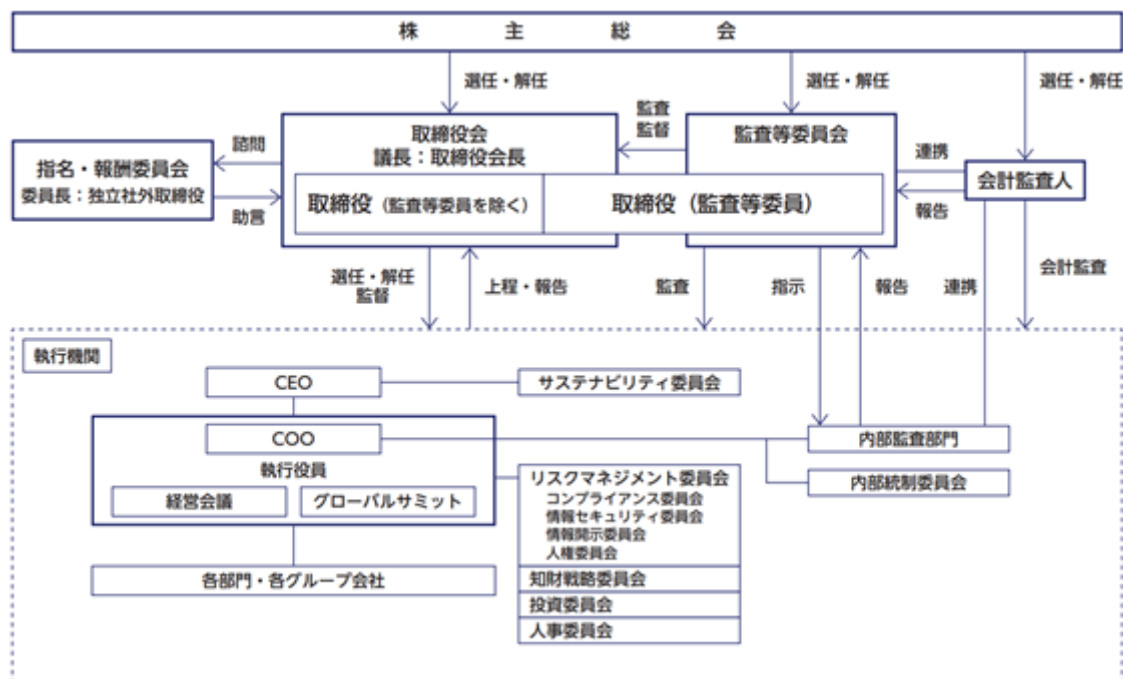 株主総会
選任・解任
選任・解任
選任・解任
指名・報酬委員会
委員長：独立社外取締役
諮問
助言
取締役会
議長：取締役会長
取締役（監査等委員を除く）
監査
監督
監査等委員会
取締役（監査等委員）
連携
報告
会計監査人
選任・解任
監督
上程・報告
監査
指示
報告
連携
会計監査
執行機関
CEO
サステナビリティ委員会
COO
執行役員
経営会議
グローバルサミット
内部監査部門
内部統制委員会
リスクマネジメント委員会
コンプライアンス委員会
情報セキュリティ委員会
情報開示委員会
人権委員会
知財戦略委員会
投資委員会
人事委員会
各部門・各グループ会社